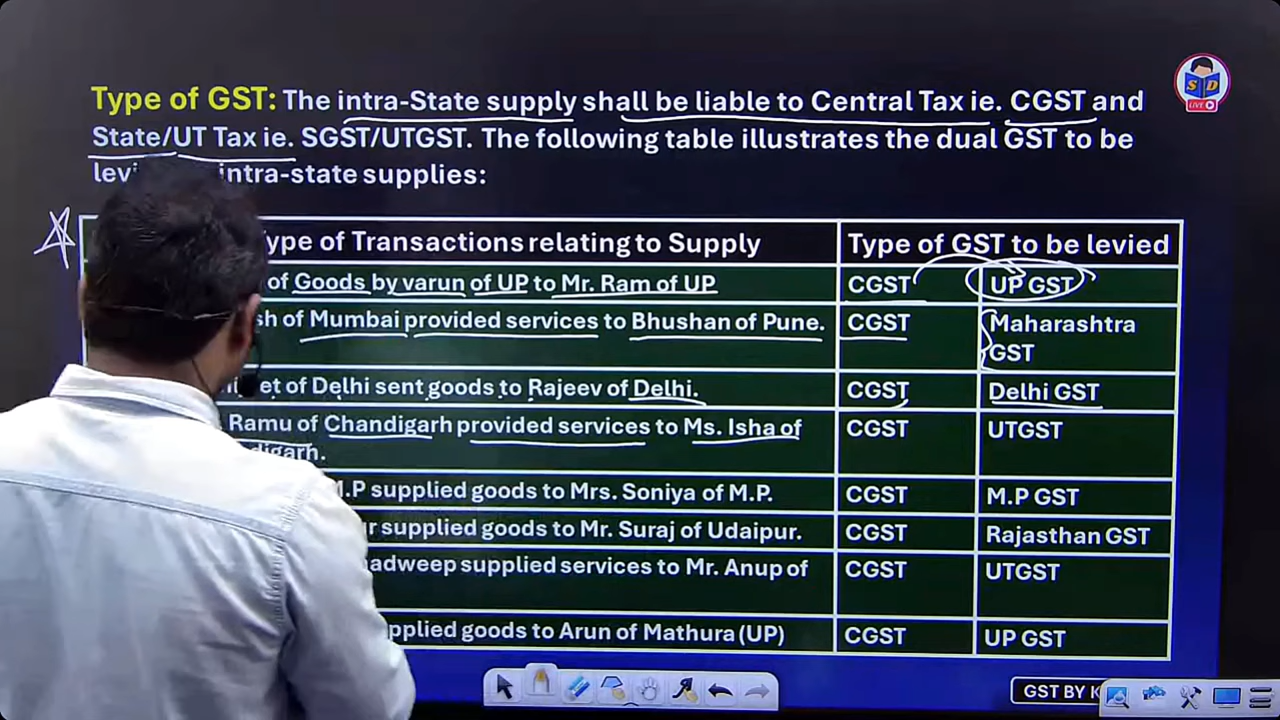 Type of GST: The intra-State supply shall be liable to Central Tax ie. CGST and
State/UT Tax ie. SGST/UTGST. The following table illustrates the dual GST to be
intra-state supplies:
Type of Transactions relating to Supply Type of GST to be levied
of Goods by varun of UP to Mr. Ram of UP CGST UP GST
of Mumbai provided services to Bhushan of Pune. CGST Maharashtra
GST
of Delhi sent goods to Rajeev of Delhi. CGST Delhi GST
Ramu of Chandigarh provided services to Ms. Isha of CGST UTGST
M.P supplied goods to Mrs. Soniya of M.P. CGST M.P GST
supplied goods to Mr. Suraj of Udaipur. CGST Rajasthan GST
supplied services to Mr. Anup of CGST UTGST
goods to Arun of Mathura (UP) CGST UP GST
GST BY
SD
LIVE